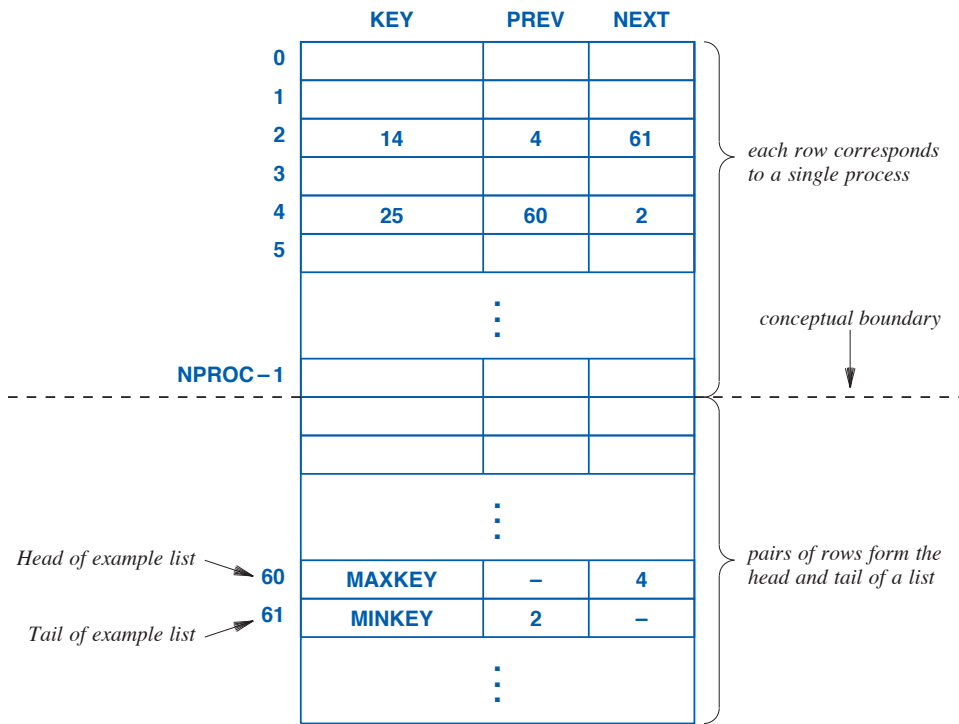 KEY PREV NEXT
0
1
2 14 4 61
3
4 25 60 2
5
each row corresponds
to a single process
conceptual boundary
NPROC – 1
Head of example list
60 MAXKEY – 4
61 MINKEY 2 –
Tail of example list
pairs of rows form the
head and tail of a list